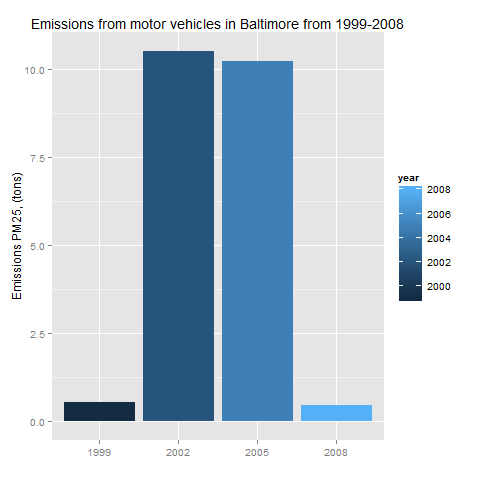 Emissions from motor vehicles in Baltimore from 1999-2008
Emissions PM25, (tons)
10.0
7.5
5.0
2.5
0.0
1999 2002 2005 2008
year
2008
2006
2004
2002
2000